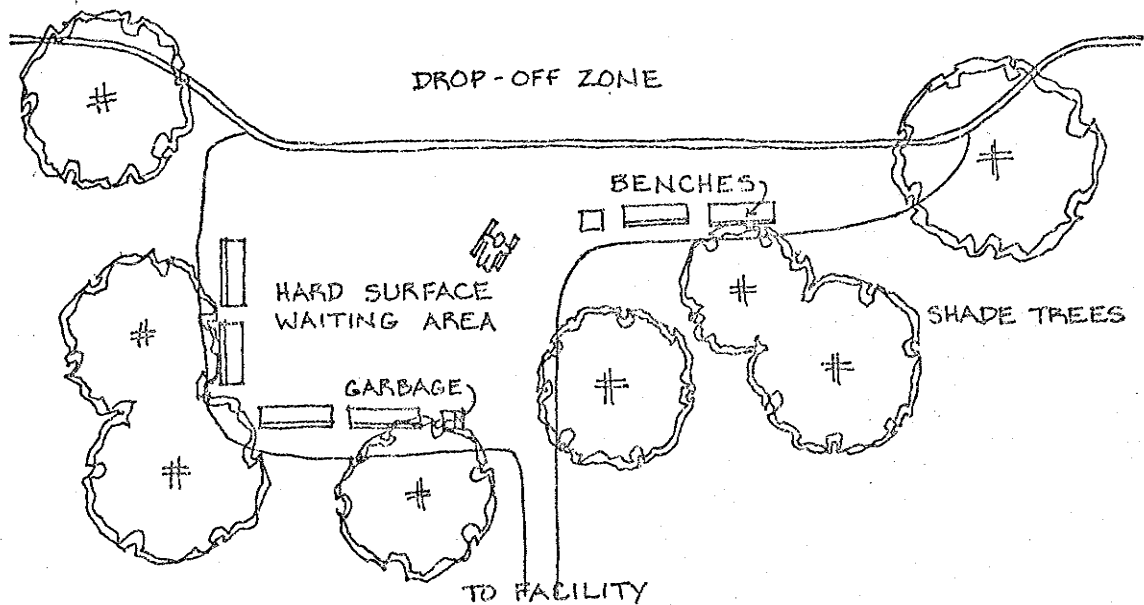 DROP-OFF ZONE
BENCHES
HARD SURFACE
WAITING AREA
SHADE TREES
GARBAGE
TO FACILITY